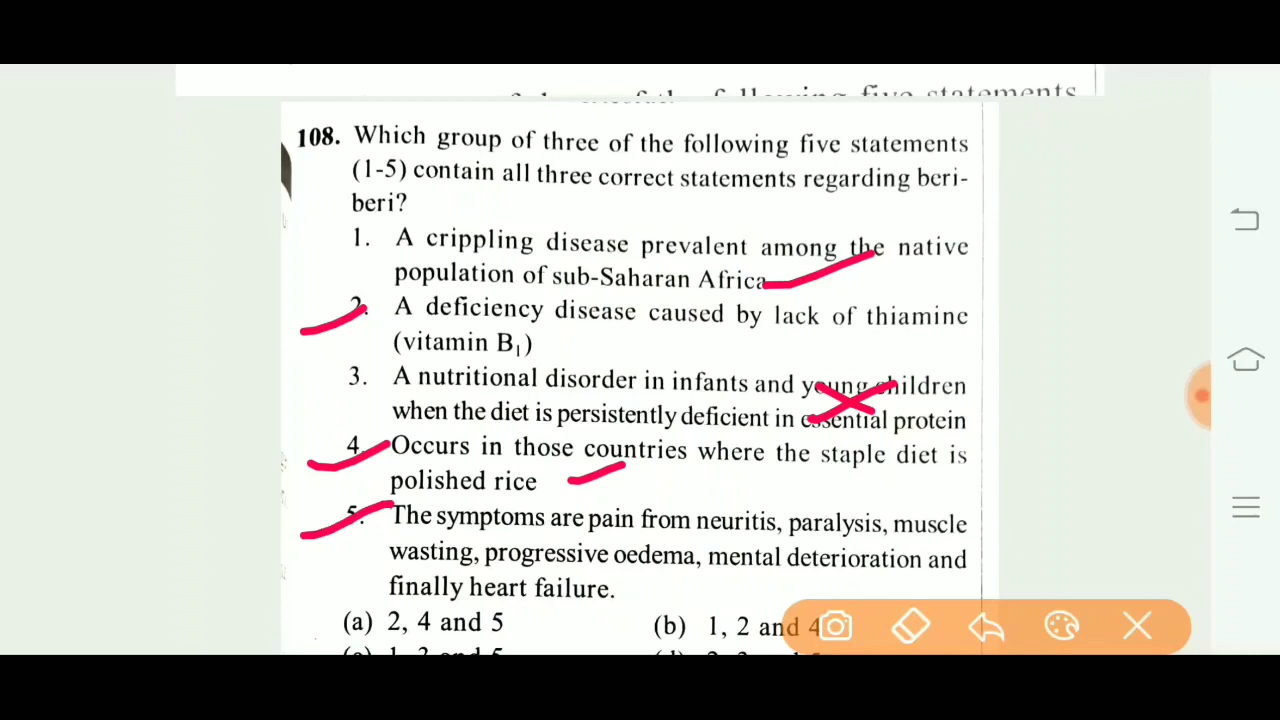 following five statements
108. Which group of three of the following five statements
(1-5) contain all three correct statements regarding beri-
beri?
1. A crippling disease prevalent among the native
population of sub-Saharan Africa
2. A deficiency disease caused by lack of thiamine
(vitamin B₁)
3. A nutritional disorder in infants and young children
when the diet is persistently deficient in essential protein
4. Occurs in those countries where the staple diet is
polished rice
5. The symptoms are pain from neuritis, paralysis, muscle
wasting, progressive oedema, mental deterioration and
finally heart failure.
(a) 2, 4 and 5
(b) 1, 2 and 4